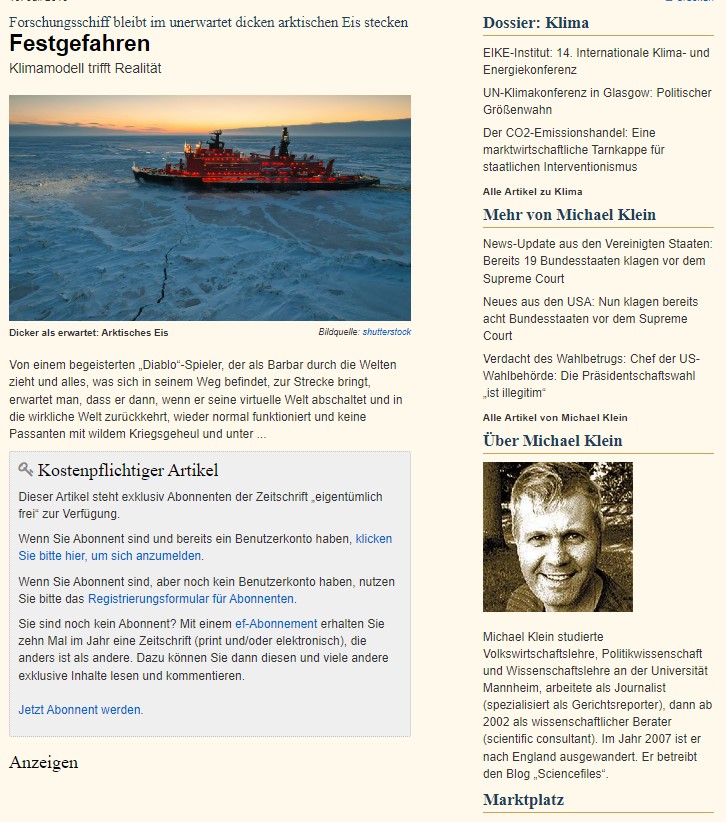 Forschungsschiff bleibt im unerwartet dicken arktischen Eis stecken
Festgefahren
Klimamodell trifft Realität
Dicker als erwartet: Arktisches Eis
Bildquelle: shutterstock
Von einem begeisterten „Diablo“-Spieler, der als Barbar durch die Welten
zieht und alles, was sich in seinem Weg befindet, zur Strecke bringt,
erwartet man, dass er dann, wenn er seine virtuelle Welt abschaltet und in
die wirkliche Welt zurückkehrt, wieder normal funktioniert und keine
Passanten mit wildem Kriegsgeheul und unter ...
Kostenpflichtiger Artikel
Dieser Artikel steht exklusiv Abonnenten der Zeitschrift „eigentümlich
frei“ zur Verfügung.
Wenn Sie Abonnent sind und bereits ein Benutzerkonto haben, klicken
Sie bitte hier, um sich anzumelden.
Wenn Sie Abonnent sind, aber noch kein Benutzerkonto haben, nutzen
Sie bitte das Registrierungsformular für Abonnenten.
Sie sind noch kein Abonnent? Mit einem ef-Abonnement erhalten Sie
zehn Mal im Jahr eine Zeitschrift (print und/oder elektronisch), die
anders ist als andere. Dazu können Sie dann diesen und viele andere
exklusive Inhalte lesen und kommentieren.
Jetzt Abonnent werden.
Anzeigen
Dossier: Klima
EIKE-Institut: 14. Internationale Klima- und
Energiekonferenz
UN-Klimakonferenz in Glasgow: Politischer
Größenwahn
Der CO2-Emissionshandel: Eine
marktwirtschaftliche Tarnkappe für
staatlichen Interventionismus
Alle Artikel zu Klima
Mehr von Michael Klein
News-Update aus den Vereinigten Staaten:
Bereits 19 Bundesstaaten klagen vor dem
Supreme Court
Neues aus den USA: Nun klagen bereits
acht Bundesstaaten vor dem Supreme
Court
Verdacht des Wahlbetrugs: Chef der US-
Wahlbehörde: Die Präsidentschaftswahl
„ist illegitim“
Alle Artikel von Michael Klein
Über Michael Klein
Michael Klein studierte
Volkswirtschaftslehre, Politikwissenschaft
und Wissenschaftslehre an der Universität
Mannheim, arbeitete als Journalist
(spezialisiert als Gerichtsreporter), dann ab
2002 als wissenschaftlicher Berater
(scientific consultant). Im Jahr 2007 ist er
nach England ausgewandert. Er betreibt
den Blog „Sciencefiles“.
Marktplatz